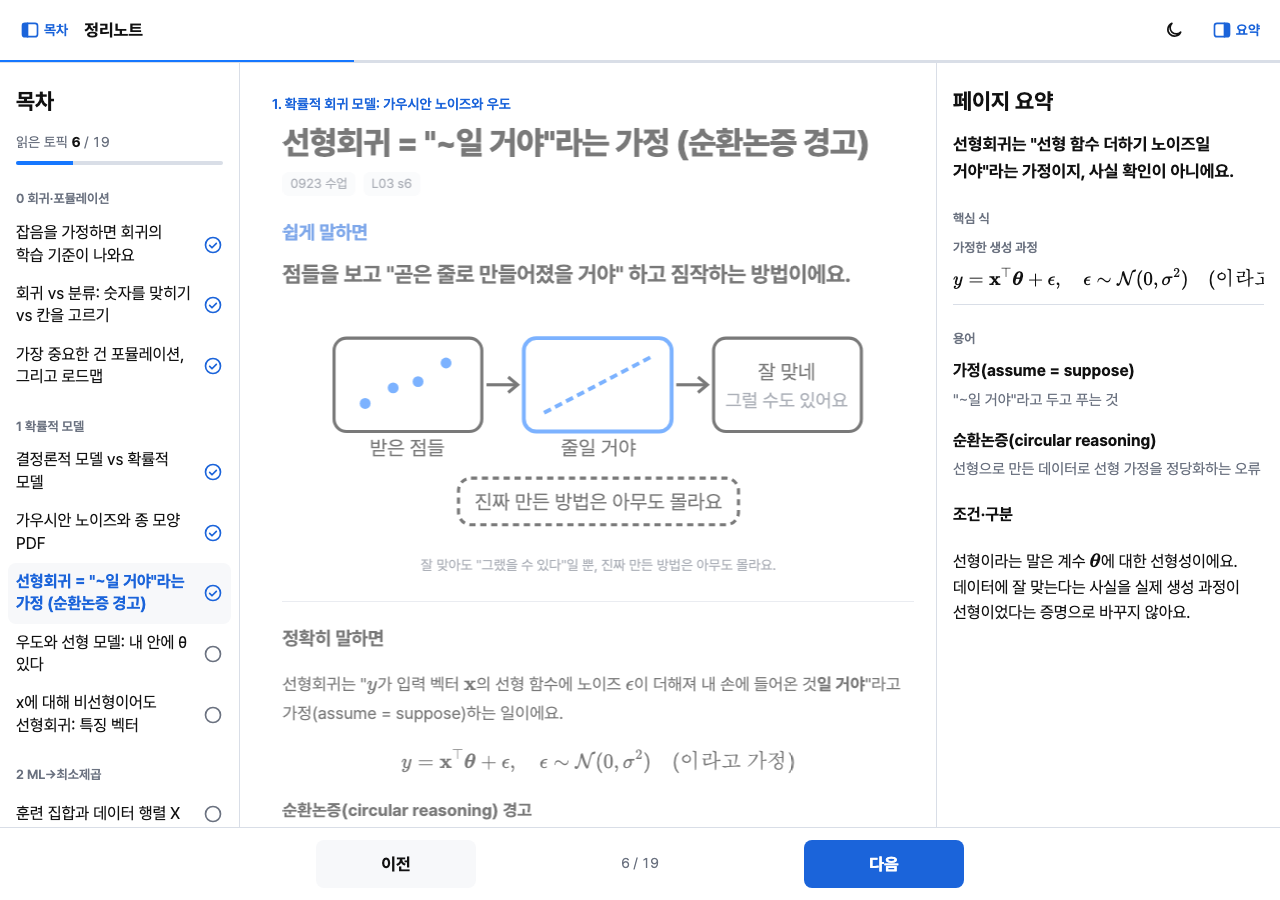 목차
정리노트
요약
목차
읽은 토픽 6 / 19
0 회귀·포뮬레이션
잡음을 가정하면 회귀의
학습 기준이 나와요
회귀 vs 분류: 숫자를 맞히기
vs 칸을 고르기
가장 중요한 건 포뮬레이션,
그리고 로드맵
1 확률적 모델
결정론적 모델 vs 확률적
모델
가우시안 노이즈와 종 모양
PDF
선형회귀 = "~일 거야"라는
가정 (순환논증 경고)
우도와 선형 모델: 내 안에 θ
있다
x에 대해 비선형이어도
선형회귀: 특징 벡터
2 ML→최소제곱
훈련 집합과 데이터 행렬 X
1. 확률적 회귀 모델: 가우시안 노이즈와 우도
선형회귀 = "~일 거야"라는 가정 (순환논증 경고)
0923 수업 L03 s6
쉽게 말하면
점들을 보고 "곧은 줄로 만들어졌을 거야" 하고 짐작하는 방법이에요.
잘 맞네
그럴 수도 있어요
받은 점들
줄일 거야
진짜 만든 방법은 아무도 몰라요
잘 맞아도 "그랬을 수 있다"일 뿐, 진짜 만든 방법은 아무도 몰라요.
정확히 말하면
선형회귀는 "y가 입력 벡터 x의 선형 함수에 노이즈 ϵ이 더해져 내 손에 들어온 것일 거야"라고
가정(assume = suppose)하는 일이에요.
y = x⊤θ + ϵ, ϵ ∼ 𝒩(0, σ²) (이라고 가정)
순환논증(circular reasoning) 경고
페이지 요약
선형회귀는 "선형 함수 더하기 노이즈일
거야"라는 가정이지, 사실 확인이 아니에요.
핵심 식
가정한 생성 과정
y = x⊤θ + ϵ, ϵ ∼ 𝒩(0, σ²) (이라
용어
가정(assume = suppose)
"~일 거야"라고 두고 푸는 것
순환논증(circular reasoning)
선형으로 만든 데이터로 선형 가정을 정당화하는 오류
조건·구분
선형이라는 말은 계수 θ에 대한 선형성이에요.
데이터에 잘 맞는다는 사실을 실제 생성 과정이
선형이었다는 증명으로 바꾸지 않아요.
이전
6 / 19
다음